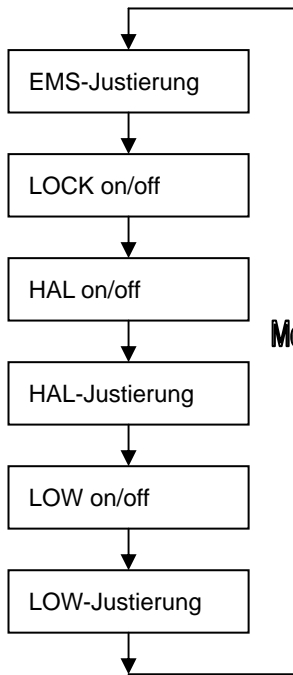 EMS-Justierung
LOCK on/off
HAL on/off
HAL-Justierung
LOW on/off
LOW-Justierung